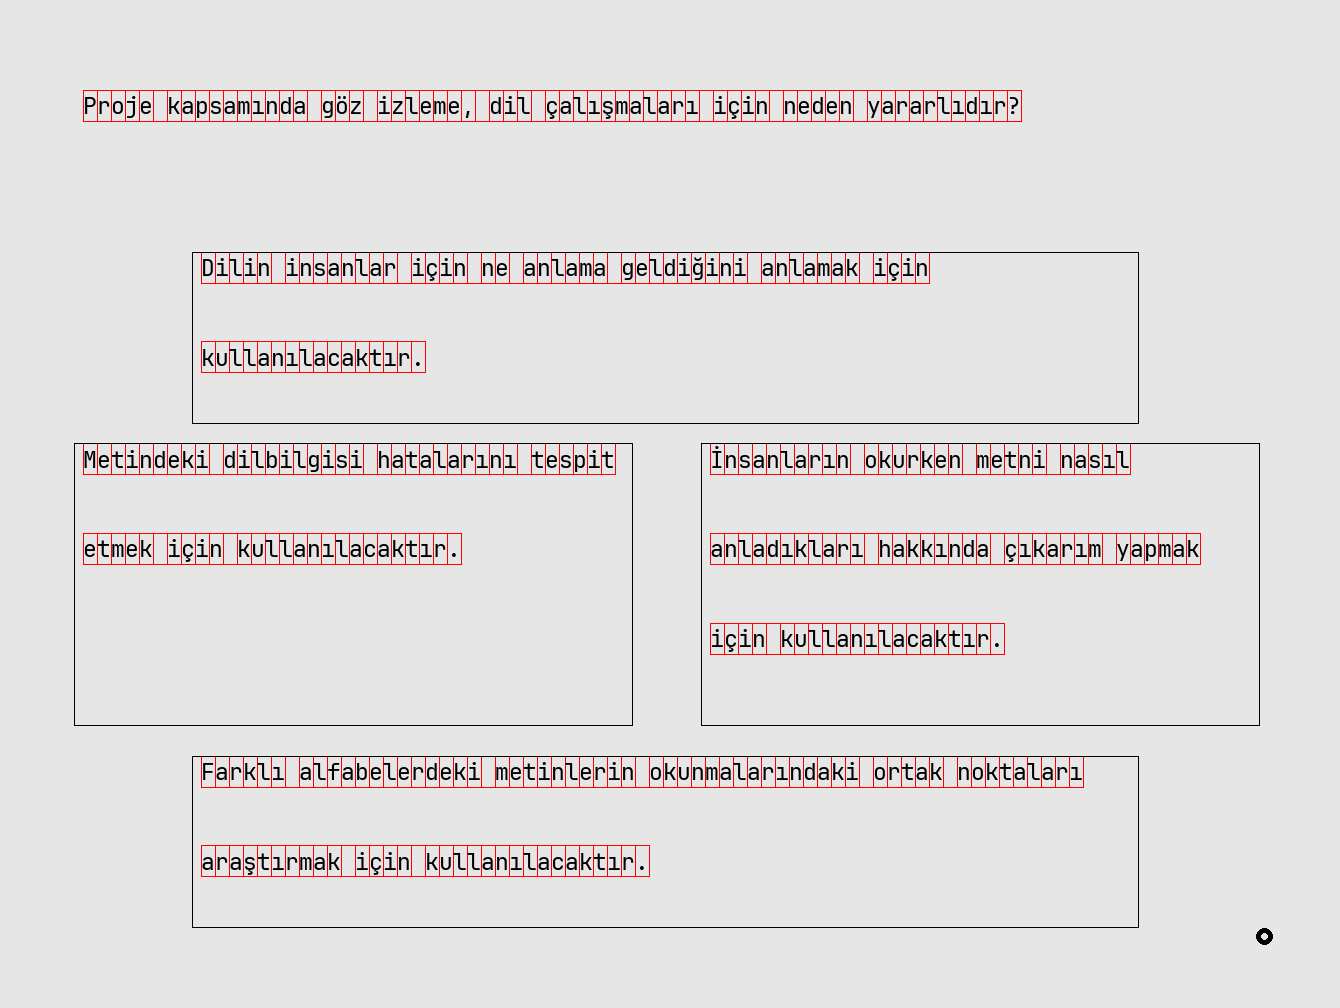 Proje kapsamında göz izleme, dil çalışmaları için neden yararlıdır?
Dilin insanlar için ne anlama geldiğini anlamak için
kullanılacaktır.
Metindeki dilbilgisi hatalarını tespit
etmek için kullanılacaktır.
İnsanların okurken metni nasıl
anladıkları hakkında çıkarım yapmak
için kullanılacaktır.
Farklı alfabelerdeki metinlerin okunmalarındaki ortak noktaları
araştırmak için kullanılacaktır.